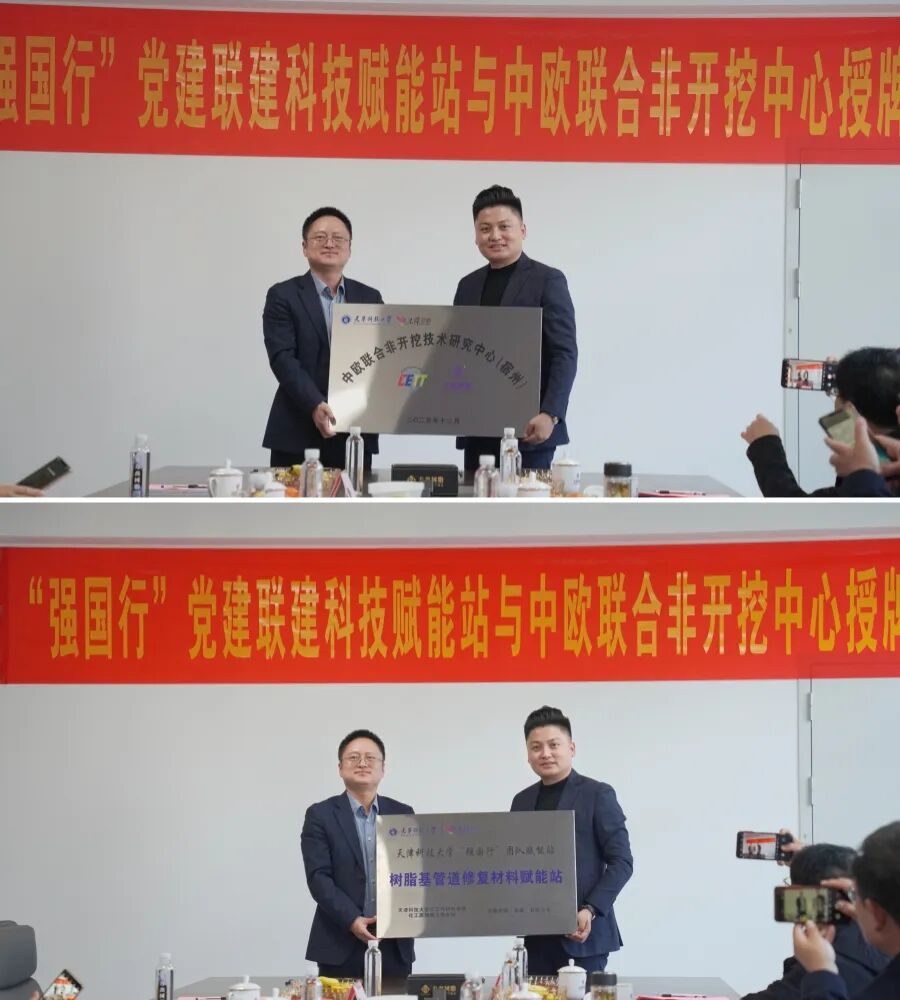 强国行”党建联建科技赋能站与中欧联合非开挖中心授牌
天津科技大学
中欧联合非开挖技术研究中心(宿州)
“强国行”党建联建科技赋能站与中欧联合非开挖中心授牌
天津科技大学
天津科技大学“强国行”团队赋能站
树脂基管道修复材料赋能站